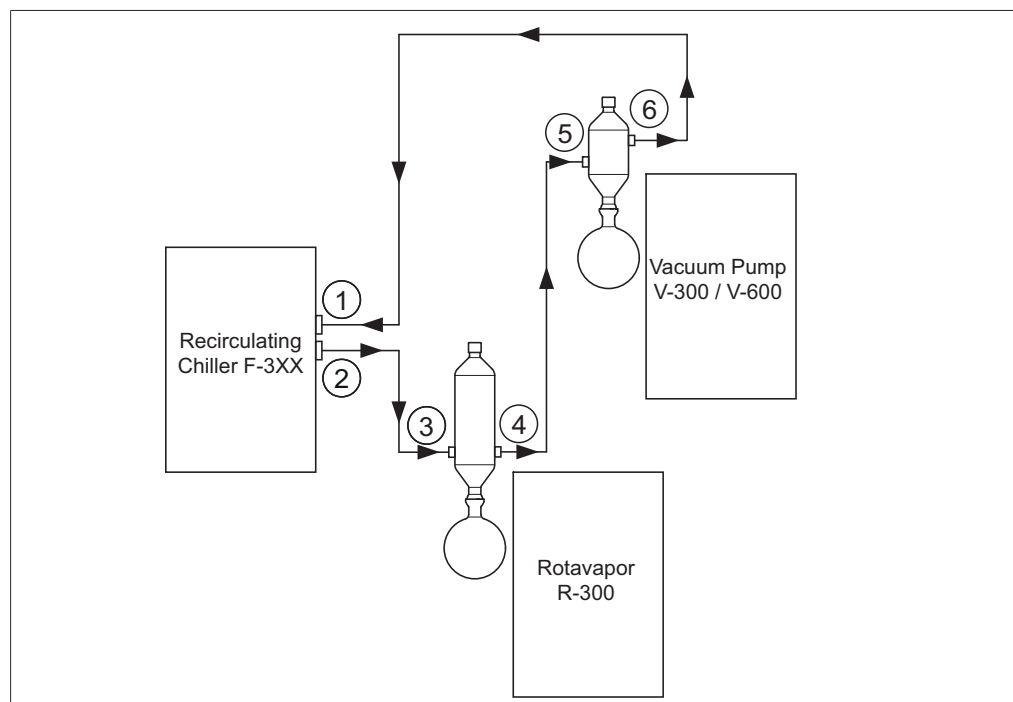 6
5
Vacuum Pump
V-300 / V-600
1
Recirculating
Chiller F-3XX
2
3
4
Rotavapor
R-300